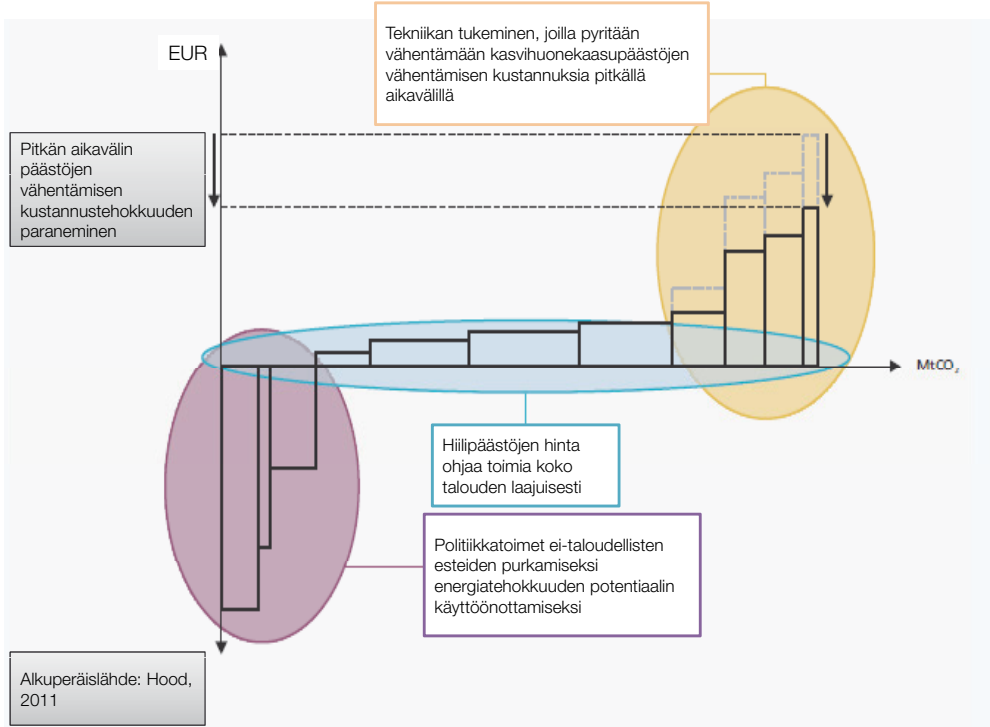 Tekniikan tukeminen, joilla pyritään
vähentämään kasvihuonekaasupäästöjen
vähentämisen kustannuksia pitkällä
aikavälillä
EUR
Pitkän aikavälin
päästöjen
vähentämisen
kustannustehokkuuden
paraneminen
MtCO₂
Hiilipäästöjen hinta
ohjaa toimia koko
talouden laajuisesti
Politiikkatoimet ei-taloudellisten
esteiden purkamiseksi
energiatehokkuuden potentiaalin
käyttöönottamiseksi
Alkuperäislähde: Hood,
2011